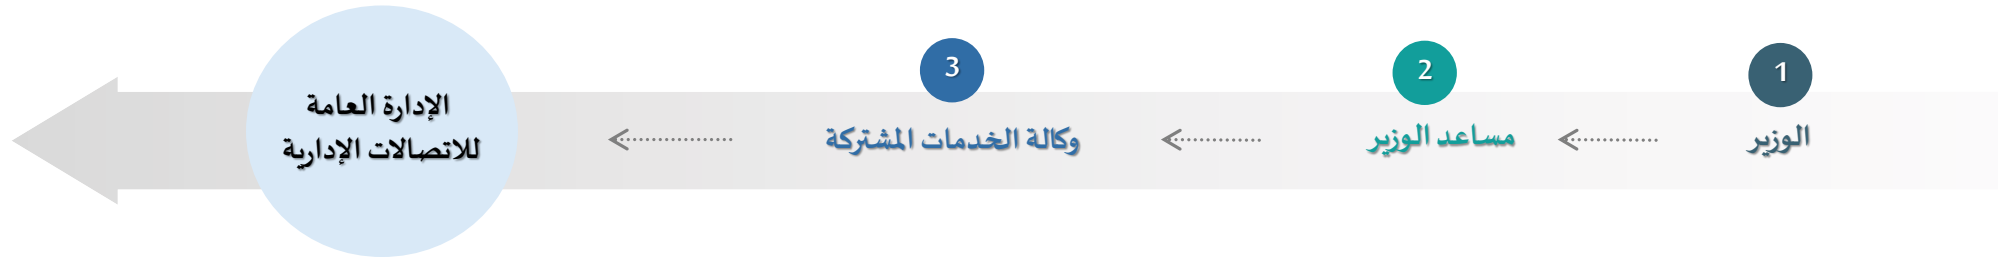 1
الوزير
2
مساعد الوزير
3
وكالة الخدمات المشتركة
الإدارة العامة
للاتصالات الإدارية